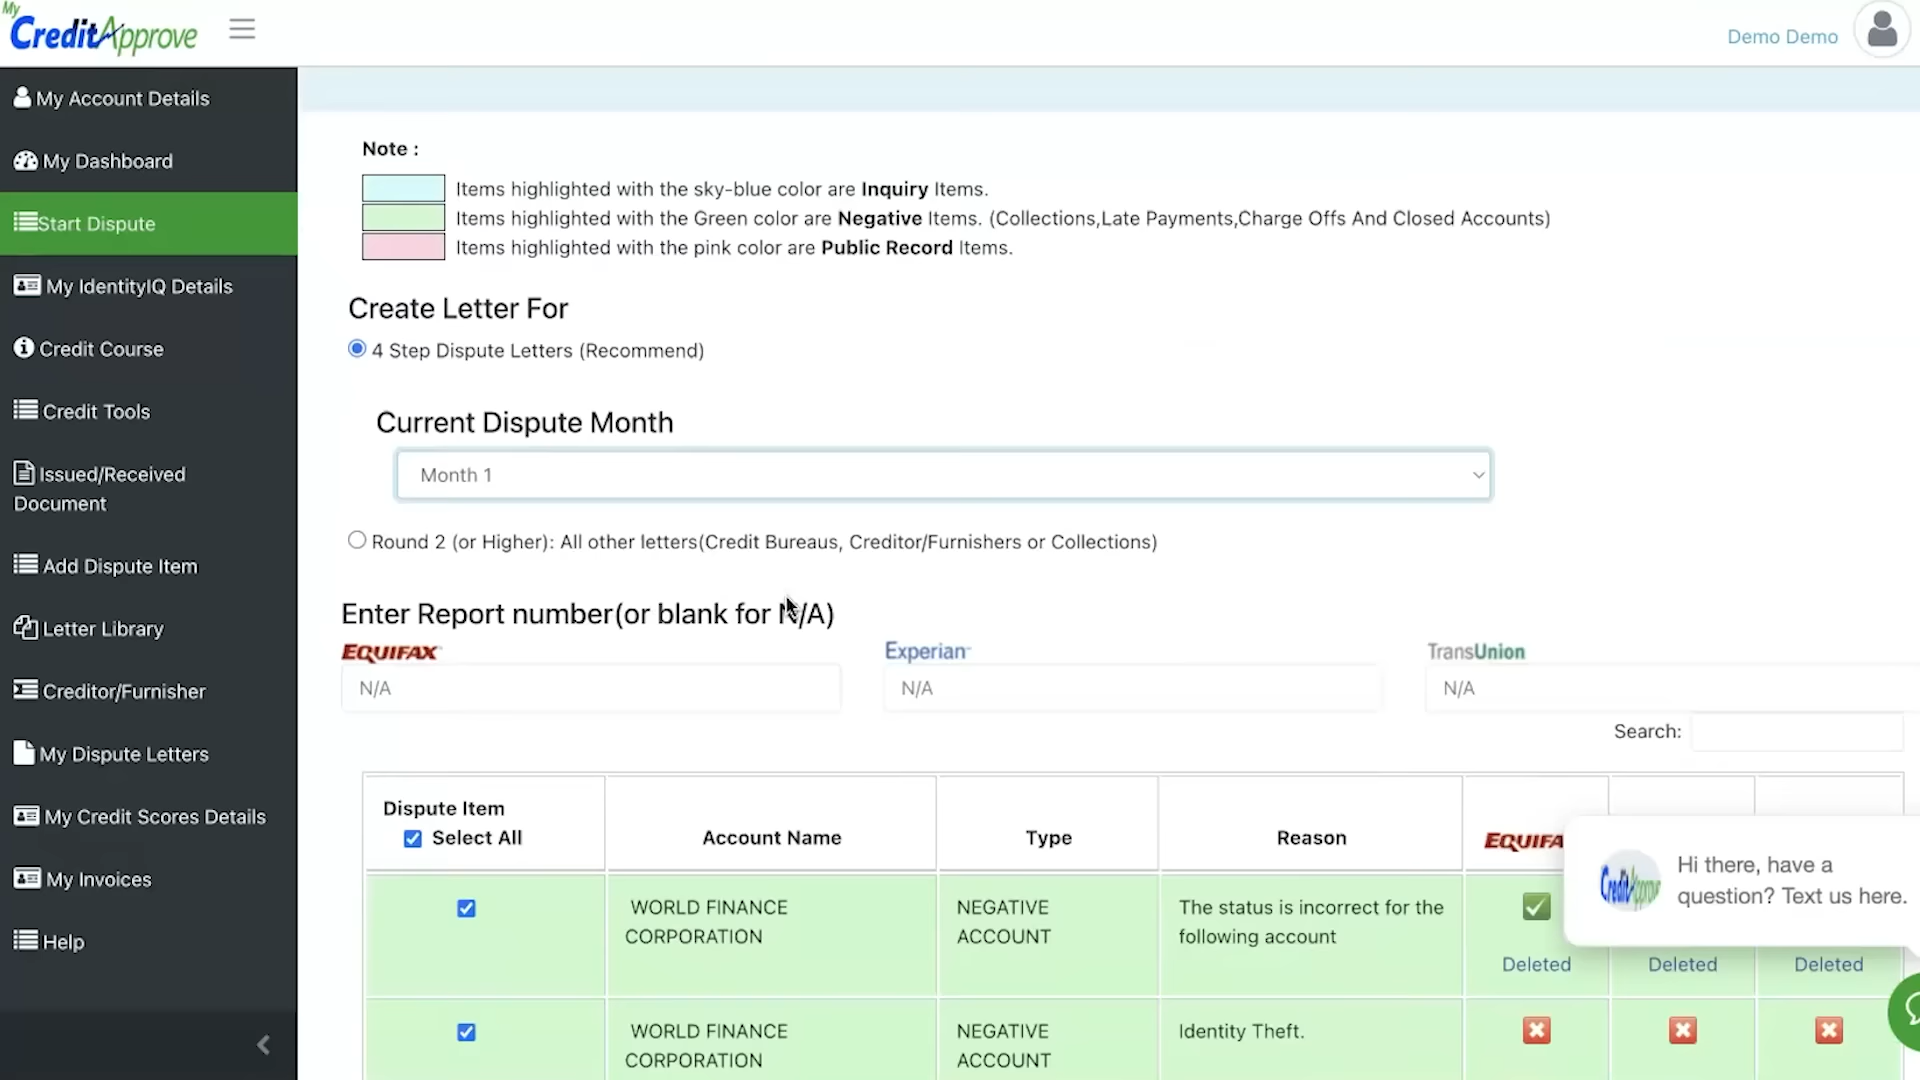 My
CreditApprove
Demo Demo
My Account Details
My Dashboard
Start Dispute
My IdentityIQ Details
Credit Course
Credit Tools
Issued/Received
Document
Add Dispute Item
Letter Library
Creditor/Furnisher
My Dispute Letters
My Credit Scores Details
My Invoices
Help
Note :
Items highlighted with the sky-blue color are Inquiry Items.
Items highlighted with the Green color are Negative Items. (Collections,Late Payments,Charge Offs And Closed Accounts)
Items highlighted with the pink color are Public Record Items.
Create Letter For
4 Step Dispute Letters (Recommend)
Current Dispute Month
Month 1
Round 2 (or Higher): All other letters(Credit Bureaus, Creditor/Furnishers or Collections)
Enter Report number(or blank for N/A)
EQUIFAX Experian TransUnion
N/A N/A N/A
Search:
Dispute Item
Select All Account Name Type Reason EQUIFA
Hi there, have a
question? Text us here.
CreditApprove
WORLD FINANCE NEGATIVE The status is incorrect for the
CORPORATION ACCOUNT following account
Deleted Deleted Deleted
WORLD FINANCE NEGATIVE Identity Theft.
CORPORATION ACCOUNT